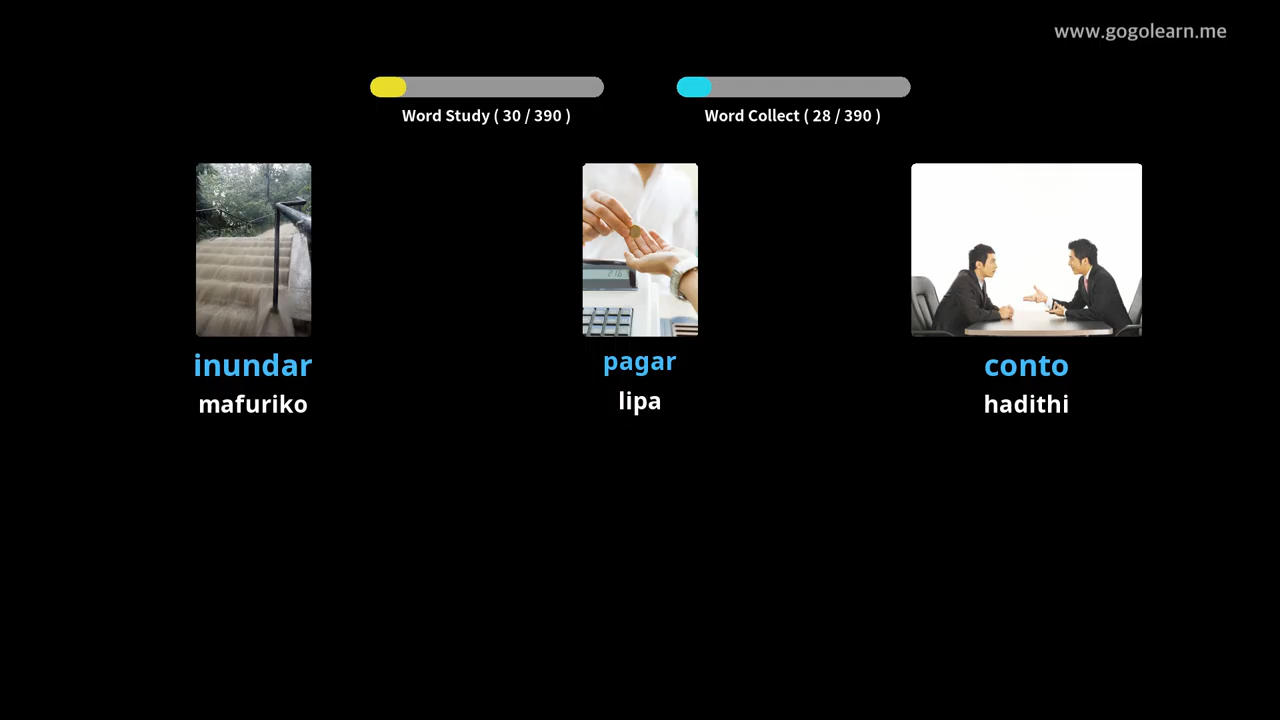 www.gogolearn.me
Word Study ( 30 / 390 )
Word Collect ( 28 / 390 )
inundar
mafuriko
pagar
lipa
conto
hadithi